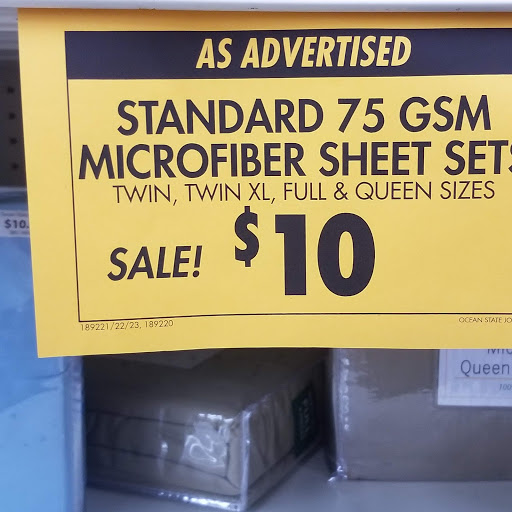 AS ADVERTISED
STANDARD 75 GSM
MICROFIBER SHEET SETS
TWIN, TWIN XL, FULL & QUEEN SIZES
SALE! $10
189221/22/23, 189220
OCEAN STATE JO
$10.
Queen
100